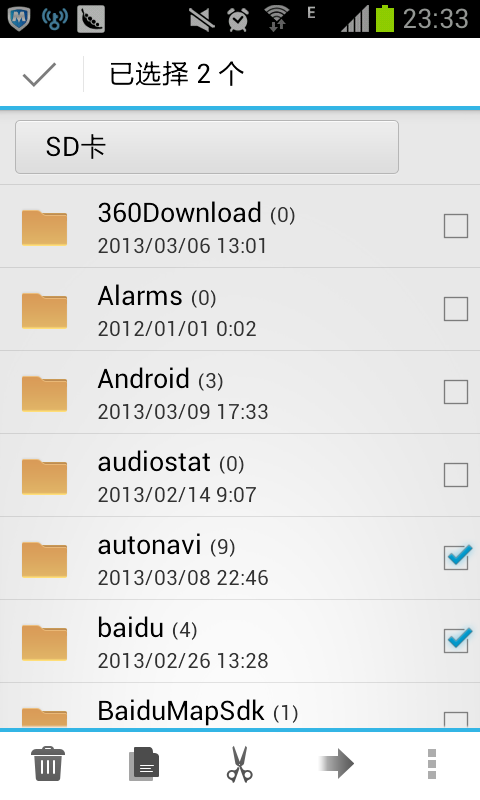 E 23:33
已选择 2 个
SD卡
360Download (0)
2013/03/06 13:01
Alarms (0)
2012/01/01 0:02
Android (3)
2013/03/09 17:33
audiostat (0)
2013/02/14 9:07
autonavi (9)
2013/03/08 22:46
baidu (4)
2013/02/26 13:28
BaiduMapSdk (1)